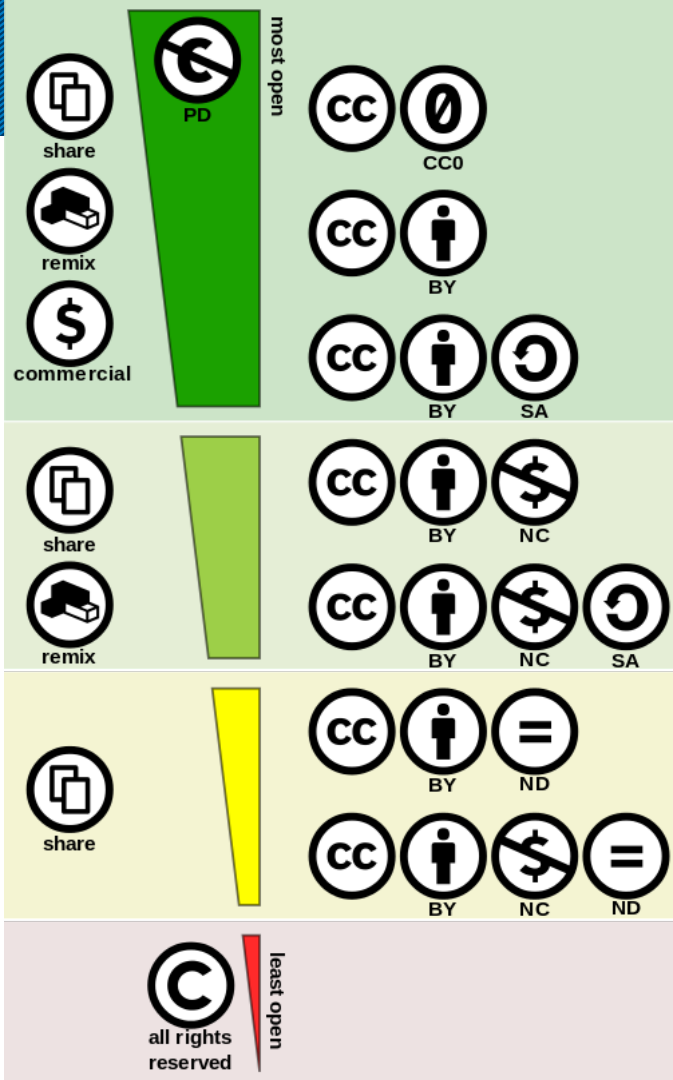 most open
PD
share
CC 0
CC0
remix
CC
BY
$
commercial
CC
BY SA
share
CC $
BY NC
remix
CC $
BY NC SA
share
CC =
BY ND
CC $ =
BY NC ND
C
all rights
reserved
least open